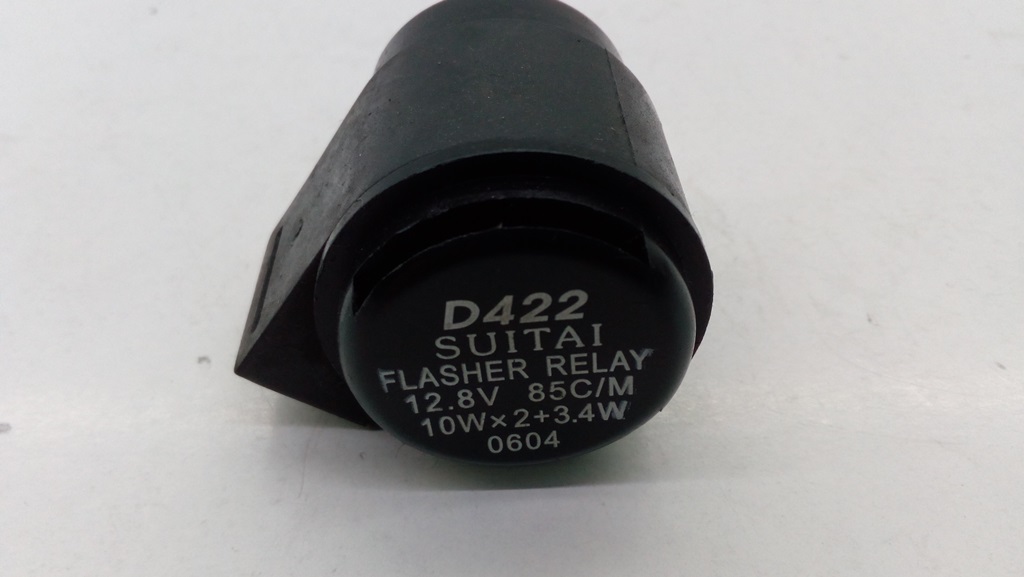 D422
SUITAI
FLASHER RELAY
12.8V 85C/M
10W×2+3.4W
0604